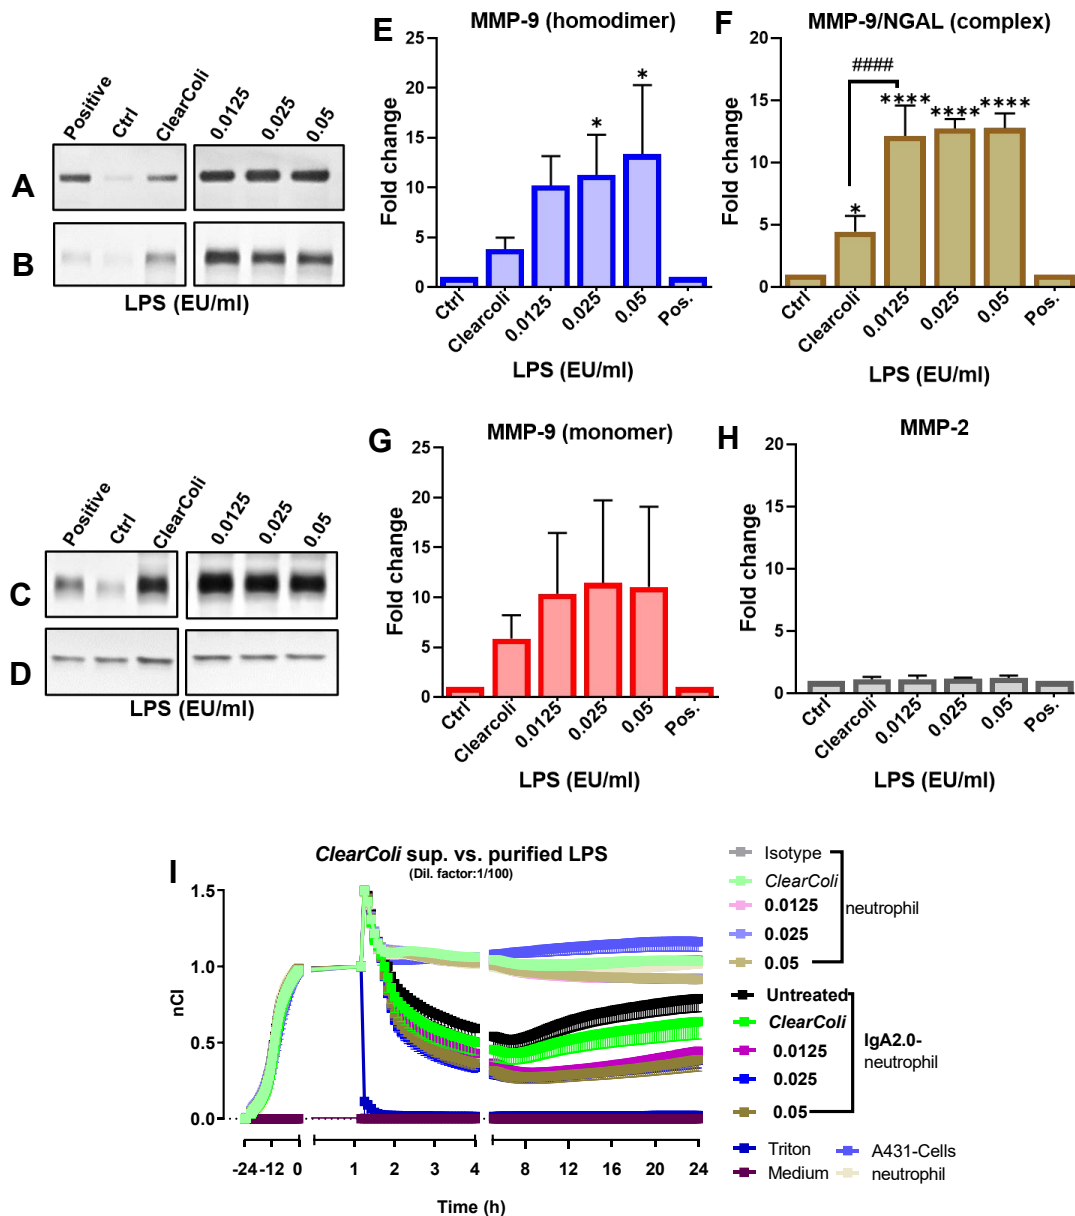 Positive
Ctrl
ClearColi
0.0125
0.025
0.05
A
B
LPS (EU/ml)
E
MMP-9 (homodimer)
Fold change
25
20
15
10
5
0
*
*
Ctrl
Clearcoli
0.0125
0.025
0.05
Pos.
LPS (EU/ml)
F
MMP-9/NGAL (complex)
Fold change
20
15
10
5
0
####
*
****
****
****
Ctrl
Clearcoli
0.0125
0.025
0.05
Pos.
LPS (EU/ml)
Positive
Ctrl
ClearColi
0.0125
0.025
0.05
C
D
LPS (EU/ml)
G
MMP-9 (monomer)
Fold change
25
20
15
10
5
0
Ctrl
Clearcoli
0.0125
0.025
0.05
Pos.
LPS (EU/ml)
H
MMP-2
Fold change
20
15
10
5
0
Ctrl
Clearcoli
0.0125
0.025
0.05
Pos.
LPS (EU/ml)
I
ClearColi sup. vs. purified LPS
(Dil. factor:1/100)
nCI
1.5
1.0
0.5
0.0
-24 -12 0 1 2 3 4 8 12 16 20 24
Time (h)
Isotype
ClearColi
0.0125
0.025
0.05
neutrophil
Untreated
ClearColi
0.0125
0.025
0.05
IgA2.0-
neutrophil
Triton
Medium
A431-Cells
neutrophil